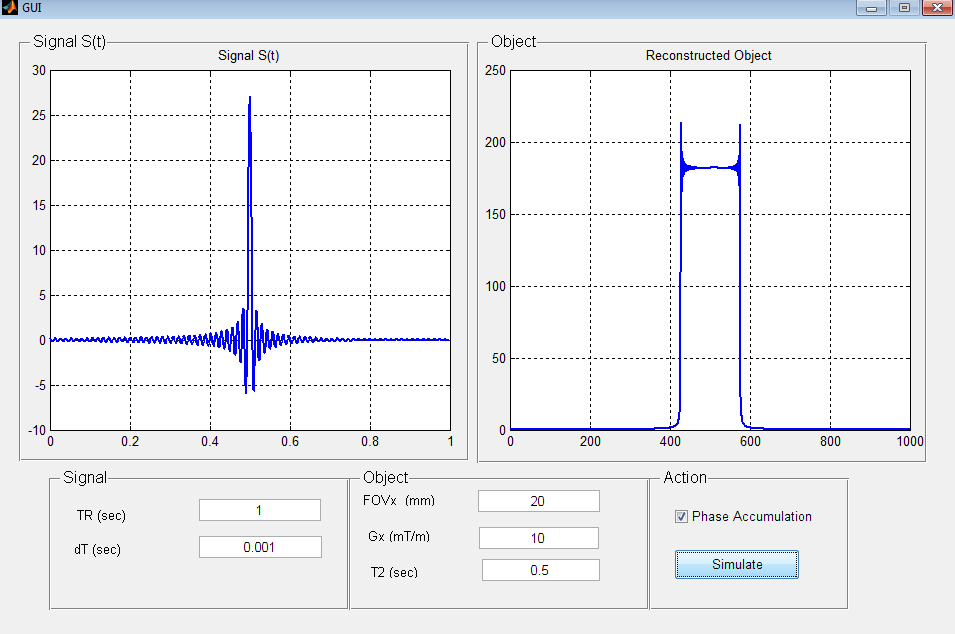 GUI
Signal S(t)
Signal S(t)
30
25
20
15
10
5
0
-5
-10
0 0.2 0.4 0.6 0.8 1
Object
Reconstructed Object
250
200
150
100
50
0
0 200 400 600 800 1000
Signal
TR (sec) 1
dT (sec) 0.001
Object
FOVx (mm) 20
Gx (mT/m) 10
T2 (sec) 0.5
Action
Phase Accumulation
Simulate